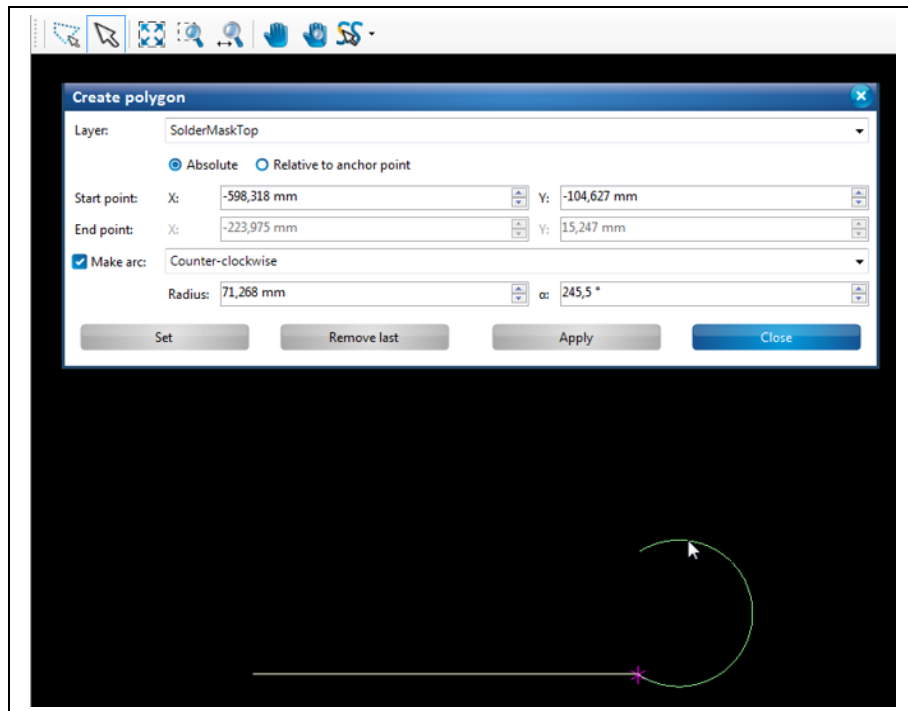 Create polygon
Layer: SolderMaskTop
Absolute Relative to anchor point
Start point: X: -598,318 mm Y: -104,627 mm
End point: X: -223,975 mm Y: 15,247 mm
Make arc: Counter-clockwise
Radius: 71,268 mm α: 245,5 °
Set Remove last Apply Close